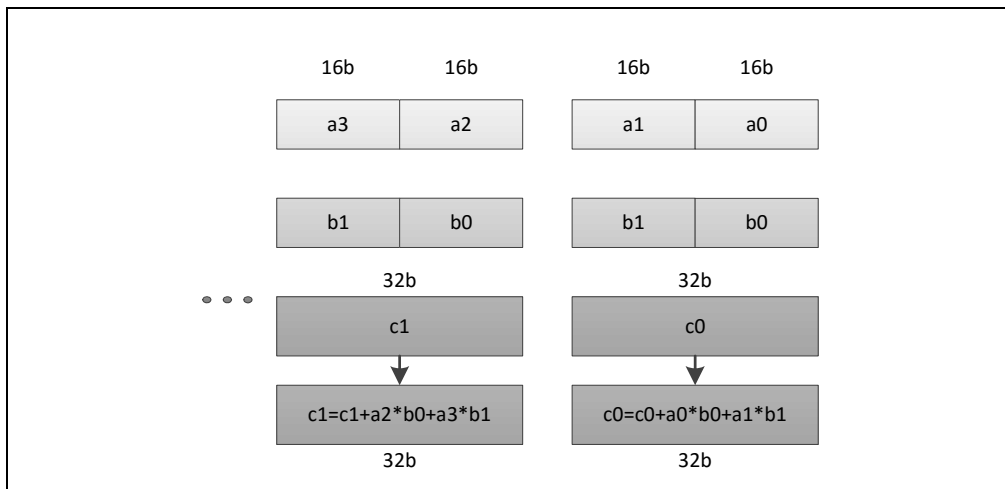 16b 16b 16b 16b
a3 a2 a1 a0
b1 b0 b1 b0
32b 32b
c1 c0
c1=c1+a2*b0+a3*b1 c0=c0+a0*b0+a1*b1
32b 32b